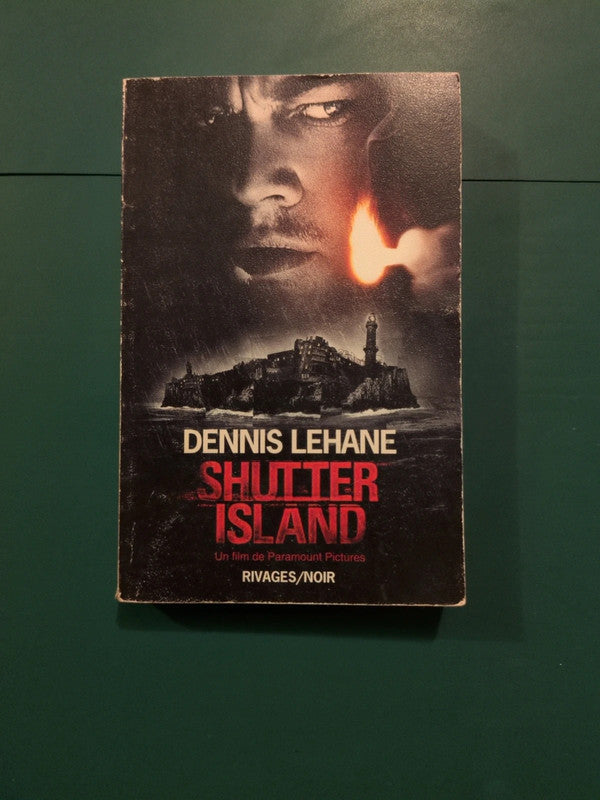 DENNIS LEHANE
SHUTTER
ISLAND
Un film de Paramount Pictures
RIVAGES/NOIR